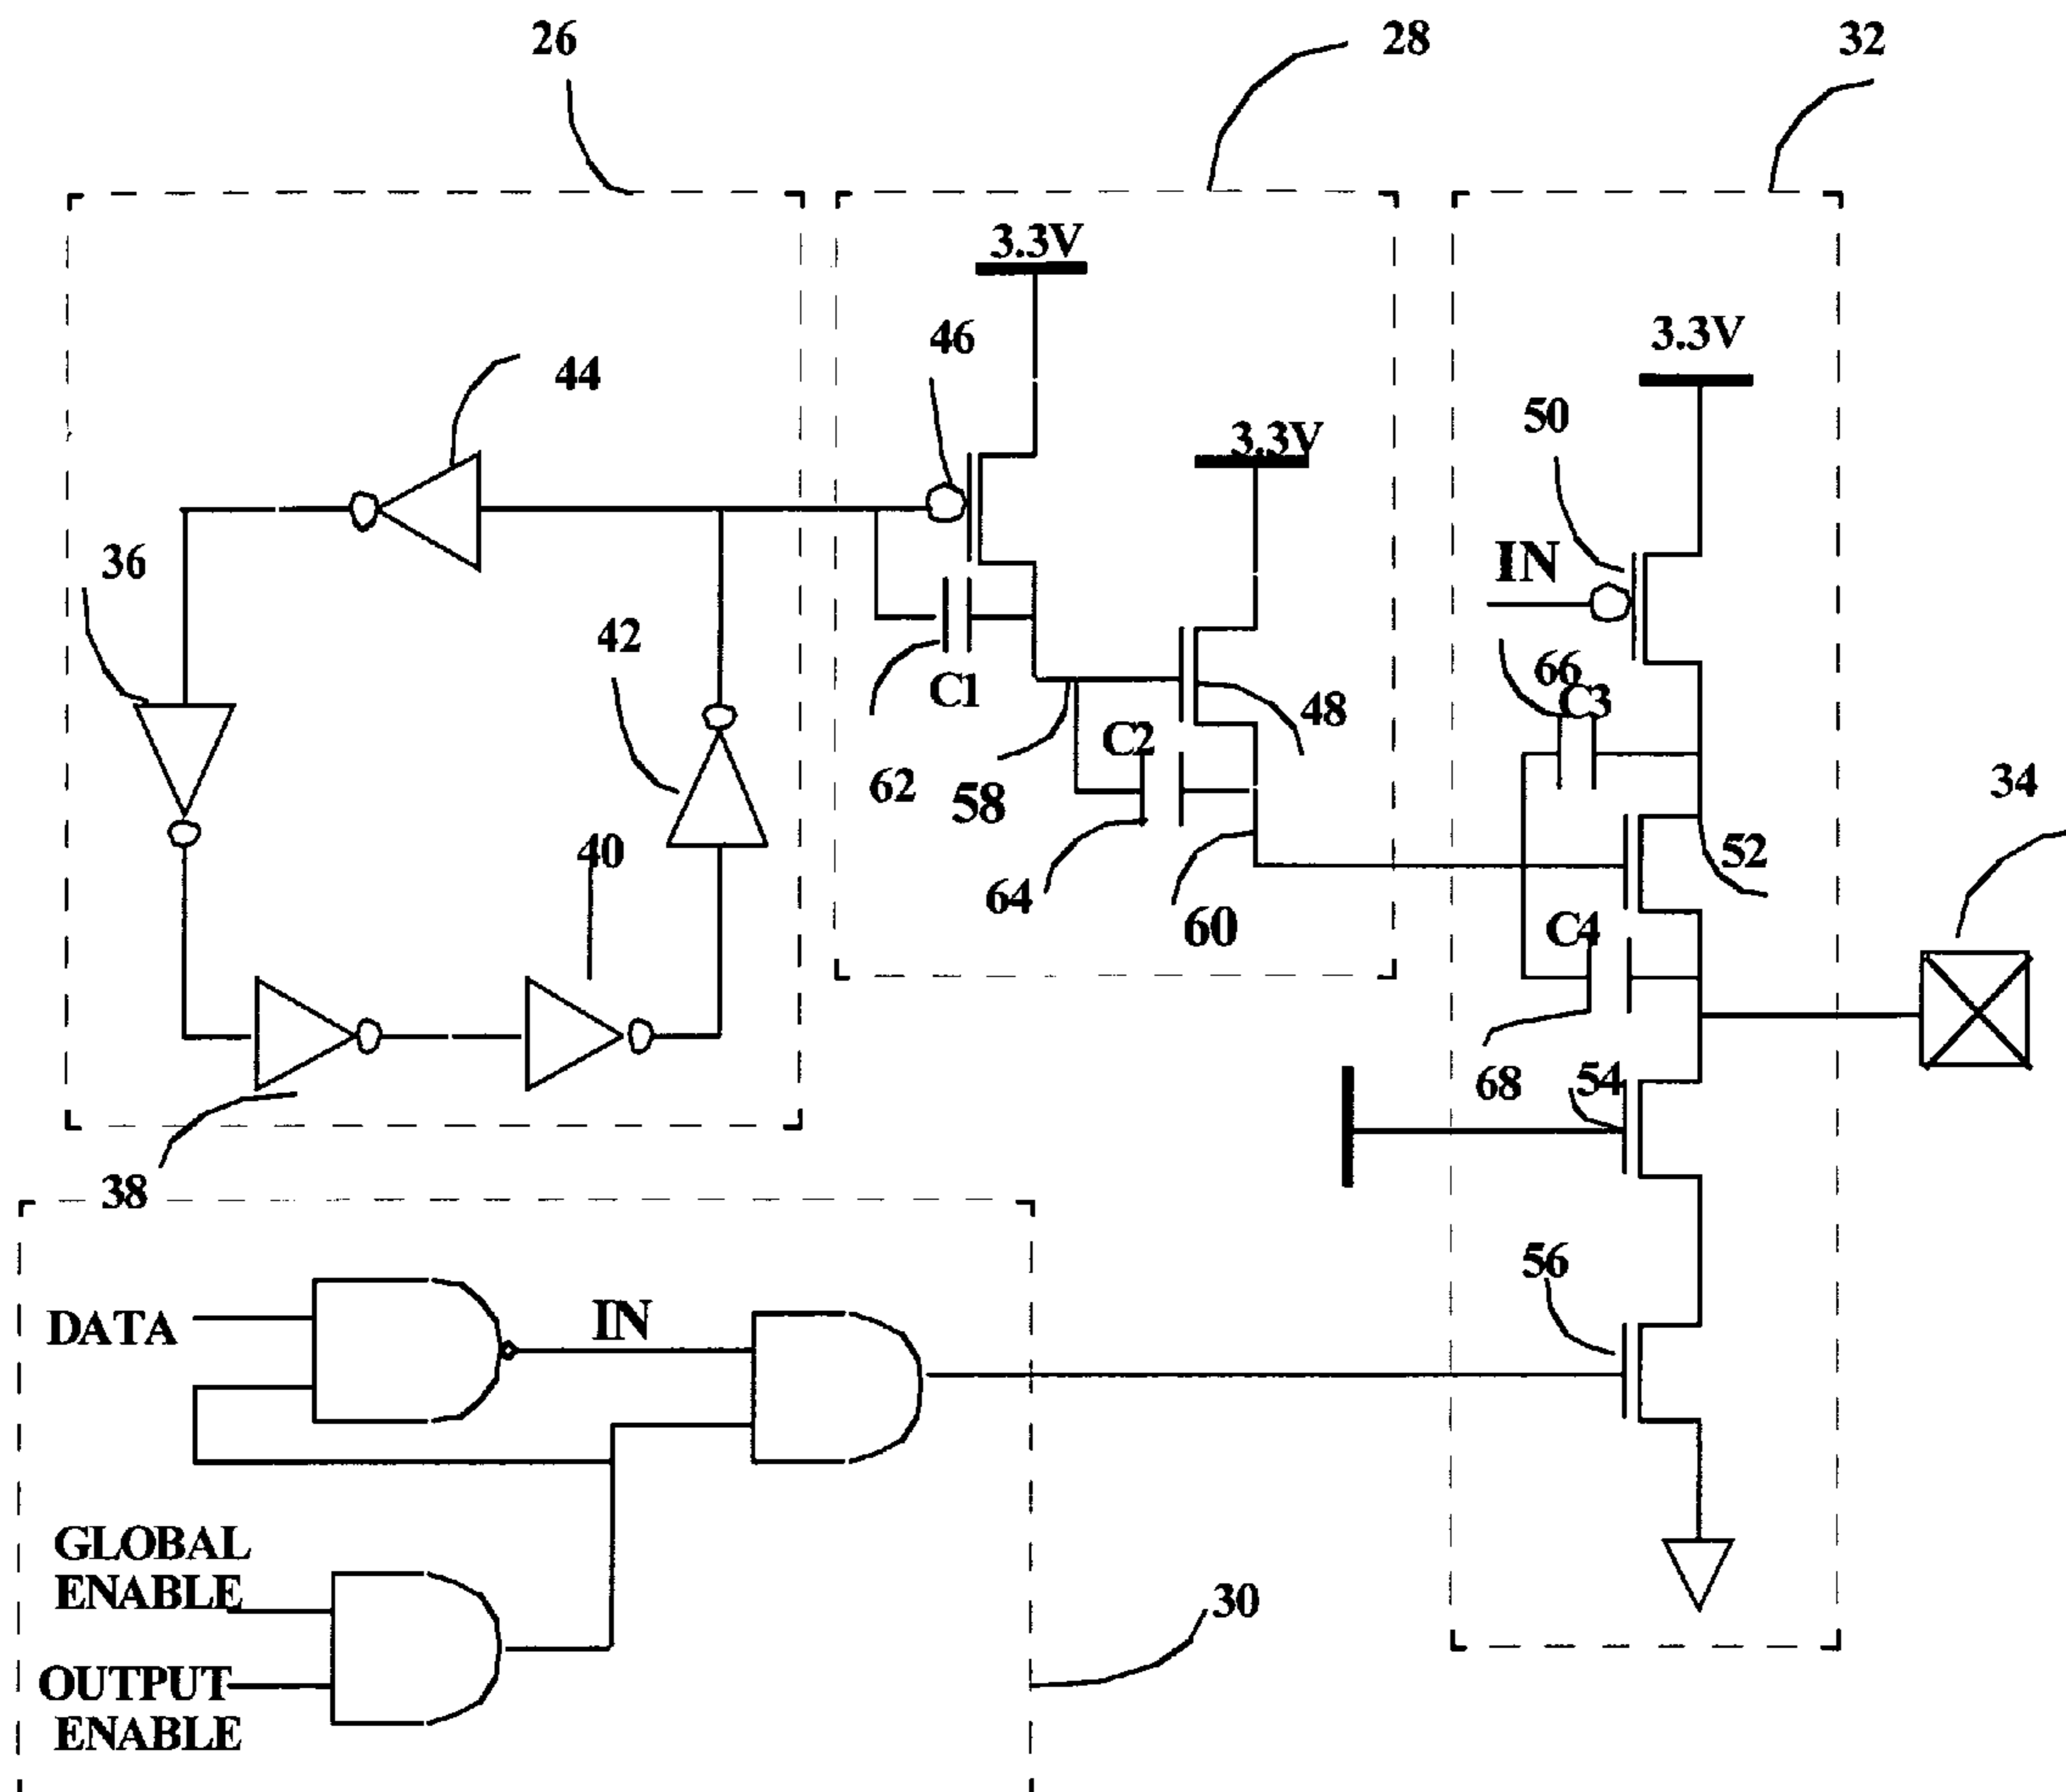 26
28
32
3.3V
46
3.3V
44
50
3.3V
IN
36
42
66
C3
C1
48
C2
62
58
34
40
52
64
60
C4
68
54
38
56
DATA
IN
GLOBAL
ENABLE
30
OUTPUT
ENABLE